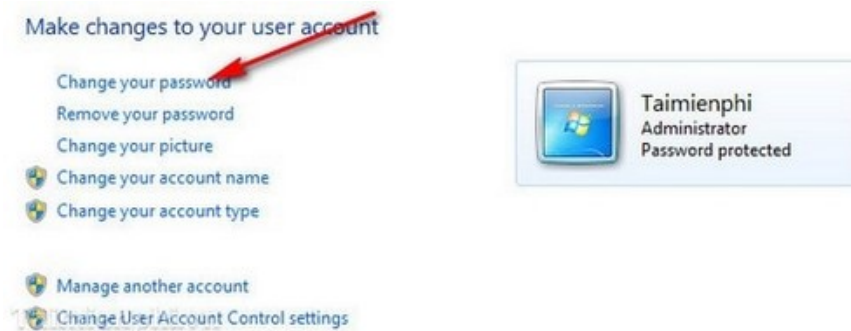 Make changes to your user account
Change your password
Remove your password
Change your picture
Change your account name
Change your account type
Manage another account
Change User Account Control settings
Taimienphi
Administrator
Password protected